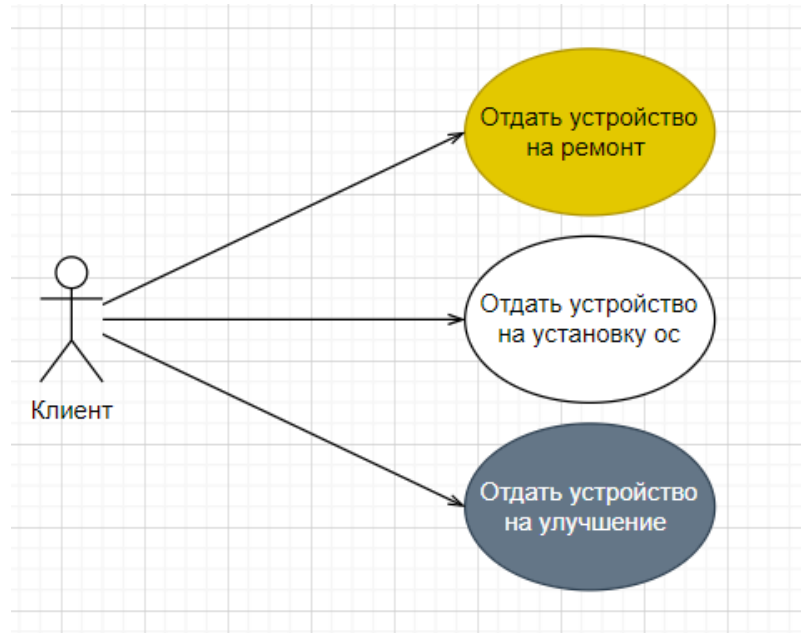 Отдать устройство
на ремонт
Отдать устройство
на установку ос
Клиент
Отдать устройство
на улучшение